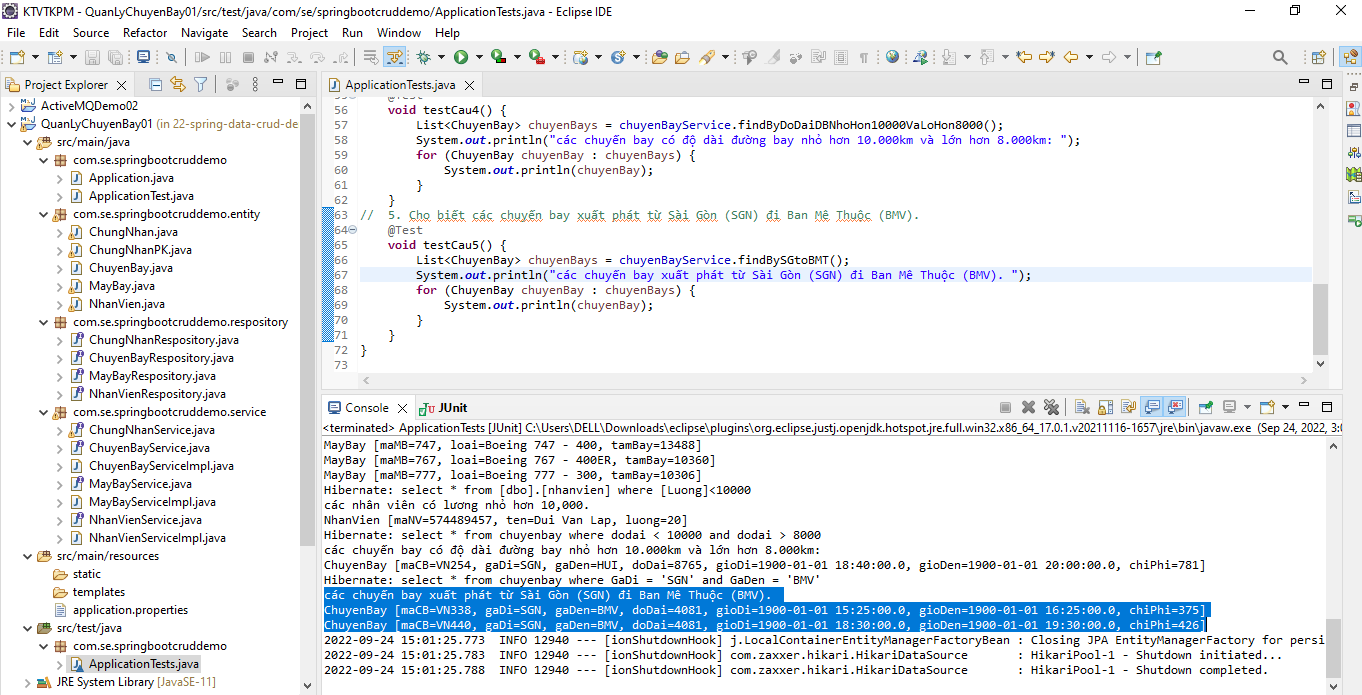 KTVTKPM - QuanLyChuyenBay01/src/test/java/com/se/springbootcruddemo/ApplicationTests.java - Eclipse IDE
File Edit Source Refactor Navigate Search Project Run Window Help
Project Explorer
ActiveMQDemo02
QuanLyChuyenBay01 (in 22-spring-data-crud-de
src/main/java
com.se.springbootcruddemo
Application.java
ApplicationTest.java
com.se.springbootcruddemo.entity
ChungNhan.java
ChungNhanPK.java
ChuyenBay.java
MayBay.java
NhanVien.java
com.se.springbootcruddemo.respository
ChungNhanRespository.java
ChuyenBayRespository.java
MayBayRespository.java
NhanVienRespository.java
com.se.springbootcruddemo.service
ChungNhanService.java
ChuyenBayService.java
ChuyenBayServiceImpl.java
MayBayService.java
MayBayServiceImpl.java
NhanVienService.java
NhanVienServiceImpl.java
src/main/resources
static
templates
application.properties
src/test/java
com.se.springbootcruddemo
ApplicationTests.java
JRE System Library [JavaSE-11]
ApplicationTests.java
55 @Test
56 void testCau4() {
57 List<ChuyenBay> chuyenBays = chuyenBayService.findByDoDaiDBNhoHon10000VaLoHon8000();
58 System.out.println("các chuyến bay có độ dài đường bay nhỏ hơn 10.000km và lớn hơn 8.000km: ");
59 for (ChuyenBay chuyenBay : chuyenBays) {
60 System.out.println(chuyenBay);
61 }
62 }
63 // 5. Cho biết các chuyến bay xuất phát từ Sài Gòn (SGN) đi Ban Mê Thuộc (BMV).
64 @Test
65 void testCau5() {
66 List<ChuyenBay> chuyenBays = chuyenBayService.findBySGtoBMT();
67 System.out.println("các chuyến bay xuất phát từ Sài Gòn (SGN) đi Ban Mê Thuộc (BMV). ");
68 for (ChuyenBay chuyenBay : chuyenBays) {
69 System.out.println(chuyenBay);
70 }
71 }
72 }
73
Console JUnit
<terminated> ApplicationTests [JUnit] C:\Users\DELL\Downloads\eclipse\plugins\org.eclipse.justj.openjdk.hotspot.jre.full.win32.x86_64_17.0.1.v20211116-1657\jre\bin\javaw.exe (Sep 24, 2022, 3:0
MayBay [maMB=747, loai=Boeing 747 - 400, tamBay=13488]
MayBay [maMB=767, loai=Boeing 767 - 400ER, tamBay=10360]
MayBay [maMB=777, loai=Boeing 777 - 300, tamBay=10306]
Hibernate: select * from [dbo].[nhanvien] where [Luong]<10000
các nhân viên có lương nhỏ hơn 10,000.
NhanVien [maNV=574489457, ten=Dui Van Lap, luong=20]
Hibernate: select * from chuyenbay where dodai < 10000 and dodai > 8000
các chuyến bay có độ dài đường bay nhỏ hơn 10.000km và lớn hơn 8.000km:
ChuyenBay [maCB=VN254, gaDi=SGN, gaDen=HUI, doDai=8765, gioDi=1900-01-01 18:40:00.0, gioDen=1900-01-01 20:00:00.0, chiPhi=781]
Hibernate: select * from chuyenbay where GaDi = 'SGN' and GaDen = 'BMV'
các chuyến bay xuất phát từ Sài Gòn (SGN) đi Ban Mê Thuộc (BMV).
ChuyenBay [maCB=VN338, gaDi=SGN, gaDen=BMV, doDai=4081, gioDi=1900-01-01 15:25:00.0, gioDen=1900-01-01 16:25:00.0, chiPhi=375]
ChuyenBay [maCB=VN440, gaDi=SGN, gaDen=BMV, doDai=4081, gioDi=1900-01-01 18:30:00.0, gioDen=1900-01-01 19:30:00.0, chiPhi=426]
2022-09-24 15:01:25.773 INFO 12940 --- [ionShutdownHook] j.LocalContainerEntityManagerFactoryBean : Closing JPA EntityManagerFactory for persi
2022-09-24 15:01:25.783 INFO 12940 --- [ionShutdownHook] com.zaxxer.hikari.HikariDataSource : HikariPool-1 - Shutdown initiated...
2022-09-24 15:01:25.788 INFO 12940 --- [ionShutdownHook] com.zaxxer.hikari.HikariDataSource : HikariPool-1 - Shutdown completed.